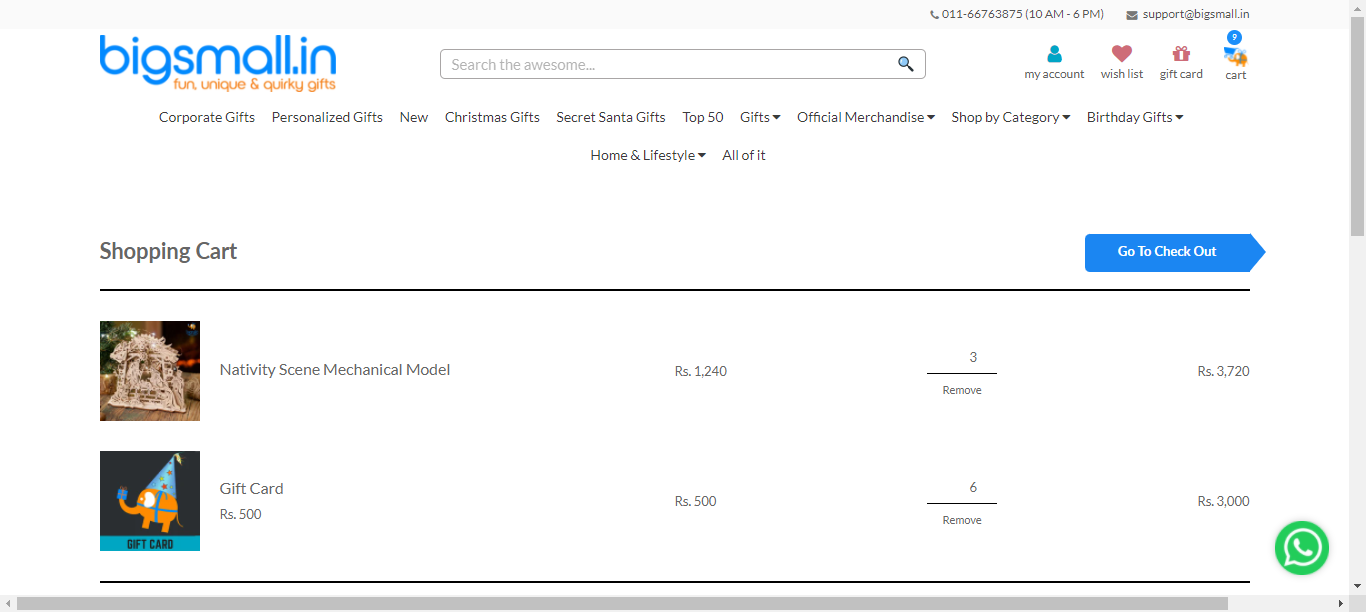 011-66763875 (10 AM - 6 PM) support@bigsmall.in
bigsmall.in
fun, unique & quirky gifts
Search the awesome...
my account
wish list
gift card
9
cart
Corporate Gifts Personalized Gifts New Christmas Gifts Secret Santa Gifts Top 50 Gifts Official Merchandise Shop by Category Birthday Gifts
Home & Lifestyle All of it
Shopping Cart
Go To Check Out
Nativity Scene Mechanical Model
Rs. 1,240
3
Remove
Rs. 3,720
GIFT CARD
Gift Card
Rs. 500
Rs. 500
6
Remove
Rs. 3,000